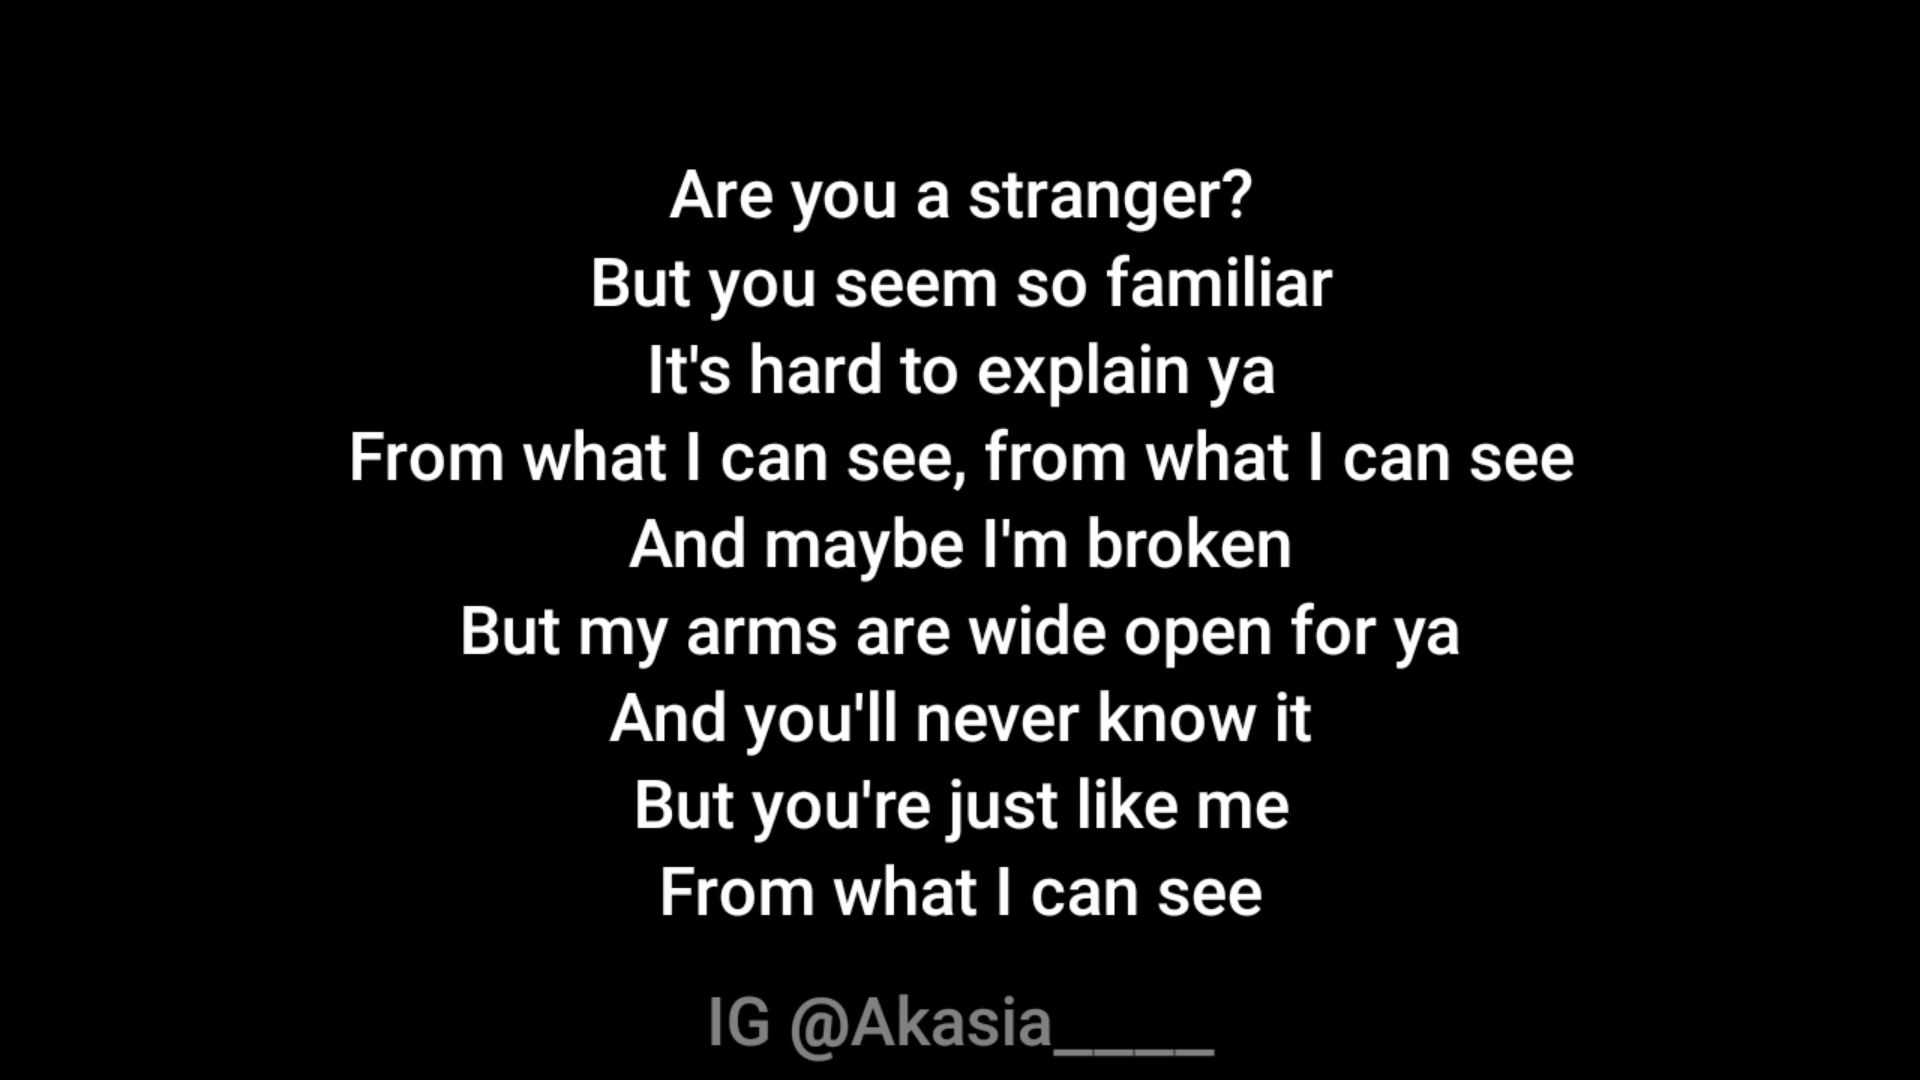 Are you a stranger?
But you seem so familiar
It's hard to explain ya
From what I can see, from what I can see
And maybe I'm broken
But my arms are wide open for ya
And you'll never know it
But you're just like me
From what I can see
IG @Akasia____